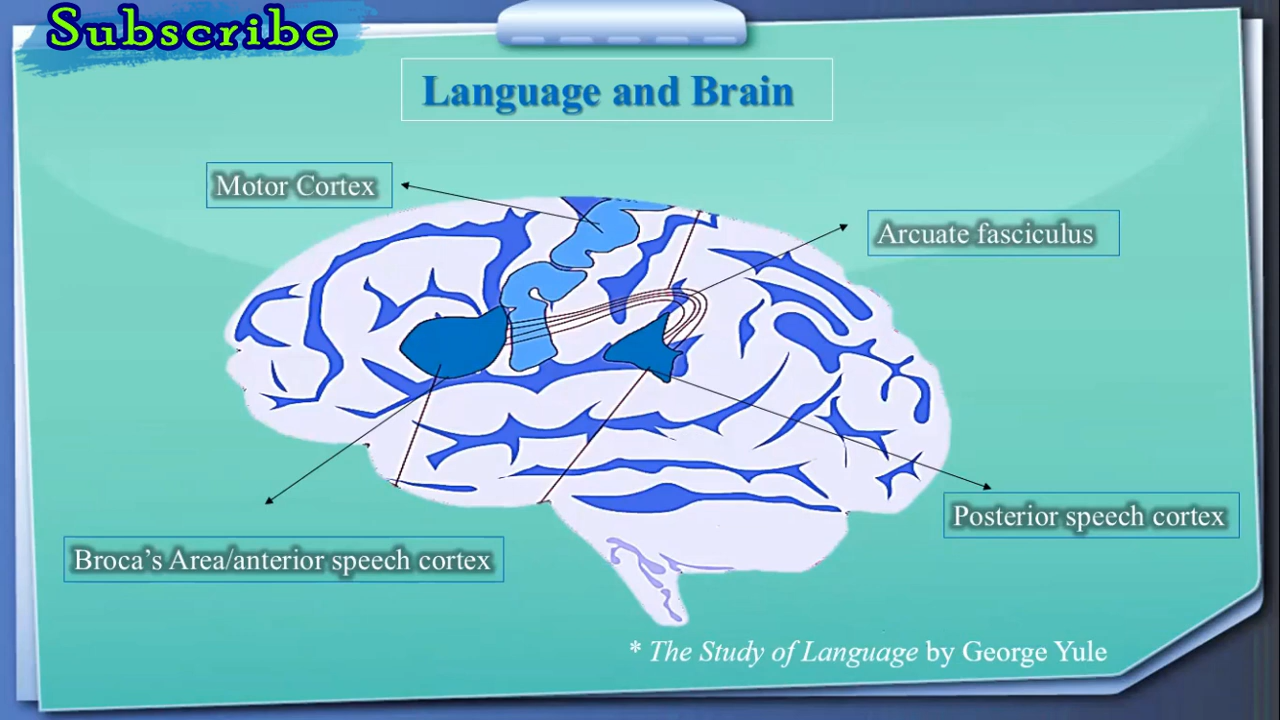 Subscribe
Language and Brain
Motor Cortex
Arcuate fasciculus
Posterior speech cortex
Broca’s Area/anterior speech cortex
* The Study of Language by George Yule